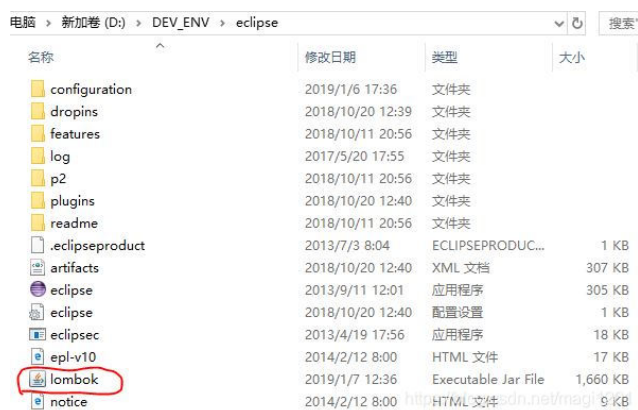 电脑 › 新加卷 (D:) › DEV_ENV › eclipse 搜索"
名称 修改日期 类型 大小
configuration 2019/1/6 17:36 文件夹
dropins 2018/10/20 12:39 文件夹
features 2018/10/11 20:56 文件夹
log 2017/5/20 17:55 文件夹
p2 2018/10/11 20:56 文件夹
plugins 2018/10/20 12:40 文件夹
readme 2018/10/11 20:56 文件夹
.eclipseproduct 2013/7/3 8:04 ECLIPSEPRODUC... 1 KB
artifacts 2018/10/20 12:40 XML 文档 307 KB
eclipse 2013/9/11 12:01 应用程序 305 KB
eclipse 2018/10/20 12:40 配置设置 1 KB
eclipsec 2013/4/19 17:56 应用程序 18 KB
epl-v10 2014/2/12 8:00 HTML 文件 17 KB
lombok 2019/1/7 12:36 Executable Jar File 1,660 KB
notice 2014/2/12 8:00 HTML 文件 9 KB